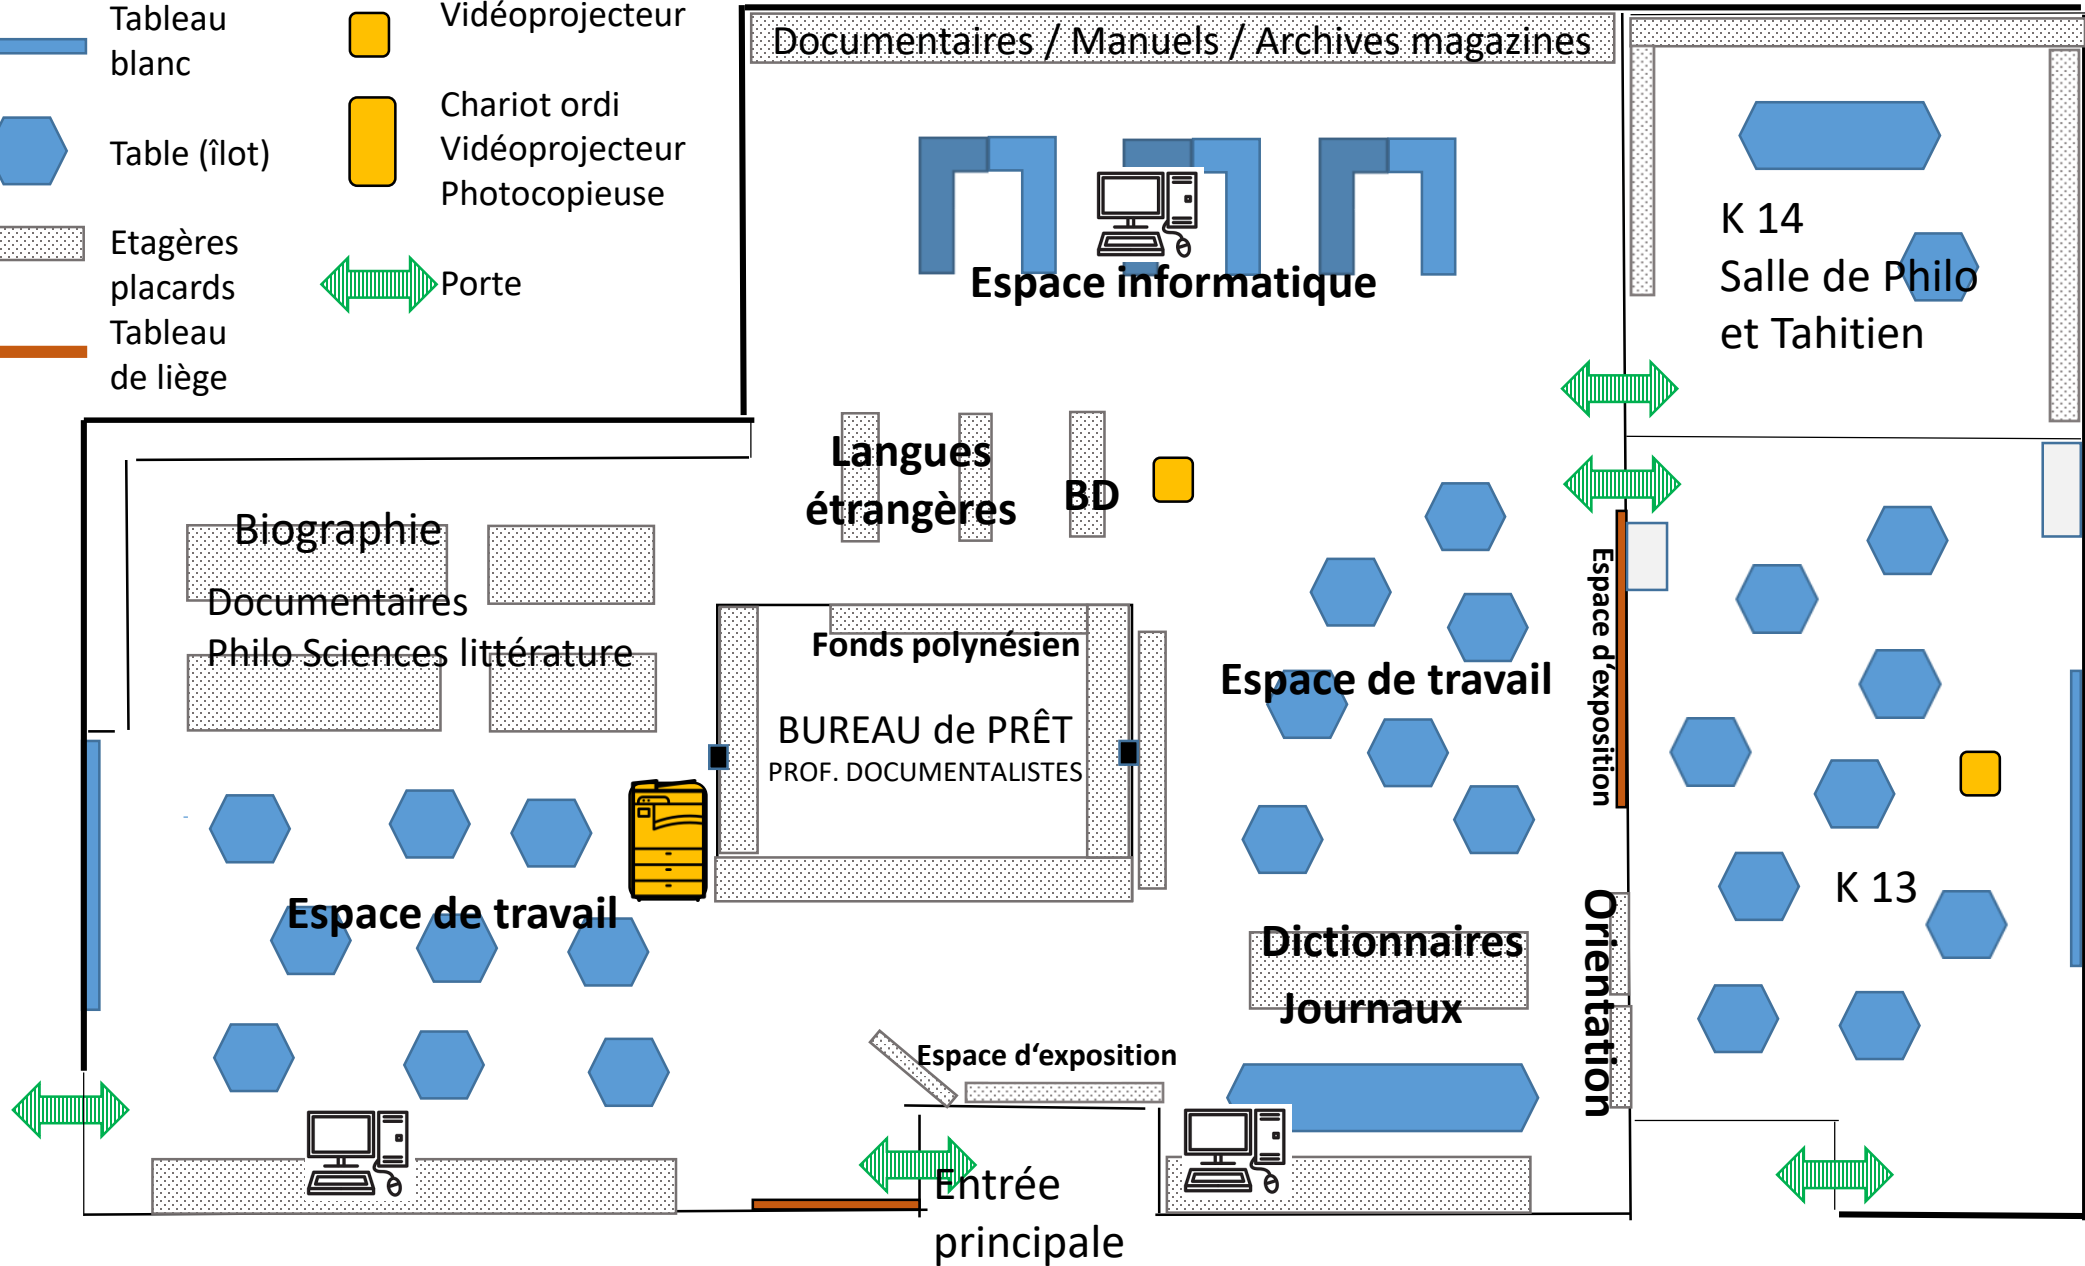 Tableau
blanc
Table (îlot)
Etagères
placards
Tableau
de liège
Vidéoprojecteur
Chariot ordi
Vidéoprojecteur
Photocopieuse
Porte
Documentaires / Manuels / Archives magazines
Espace informatique
K 14
Salle de Philo
et Tahitien
Langues
étrangères
BD
Biographie
Documentaires
Philo Sciences littérature
Fonds polynésien
BUREAU de PRÊT
PROF. DOCUMENTALISTES
Espace de travail
Espace d‘exposition
K 13
Espace de travail
Dictionnaires
Journaux
Orientation
Espace d‘exposition
Entrée
principale